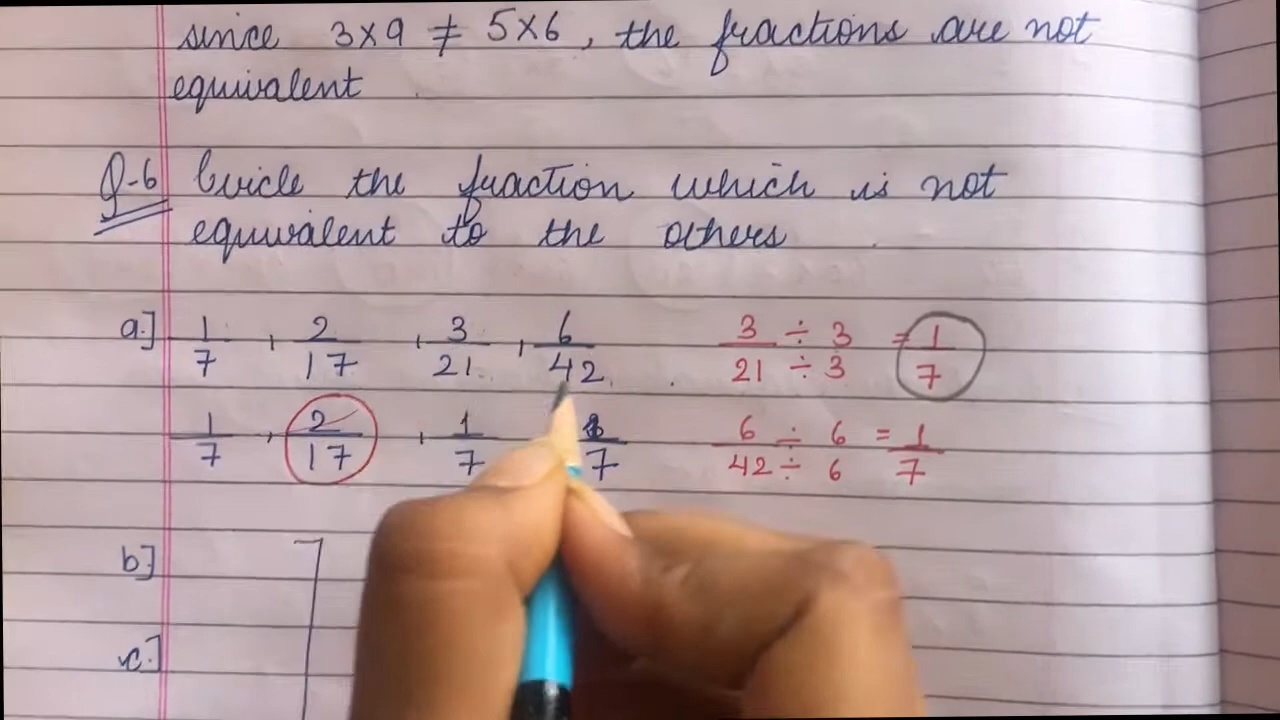 since 3×9 ≠ 5×6, the fractions are not
equivalent
Q-6 Circle the fraction which is not
equivalent to the others.
a.] 1/7, 2/17, 3/21, 6/42. 3/21 ÷ 3/3 = 1/7
1/7, 2/17, 1/7 1/7 6/42 ÷ 6/6 = 1/7
b.]
c.]